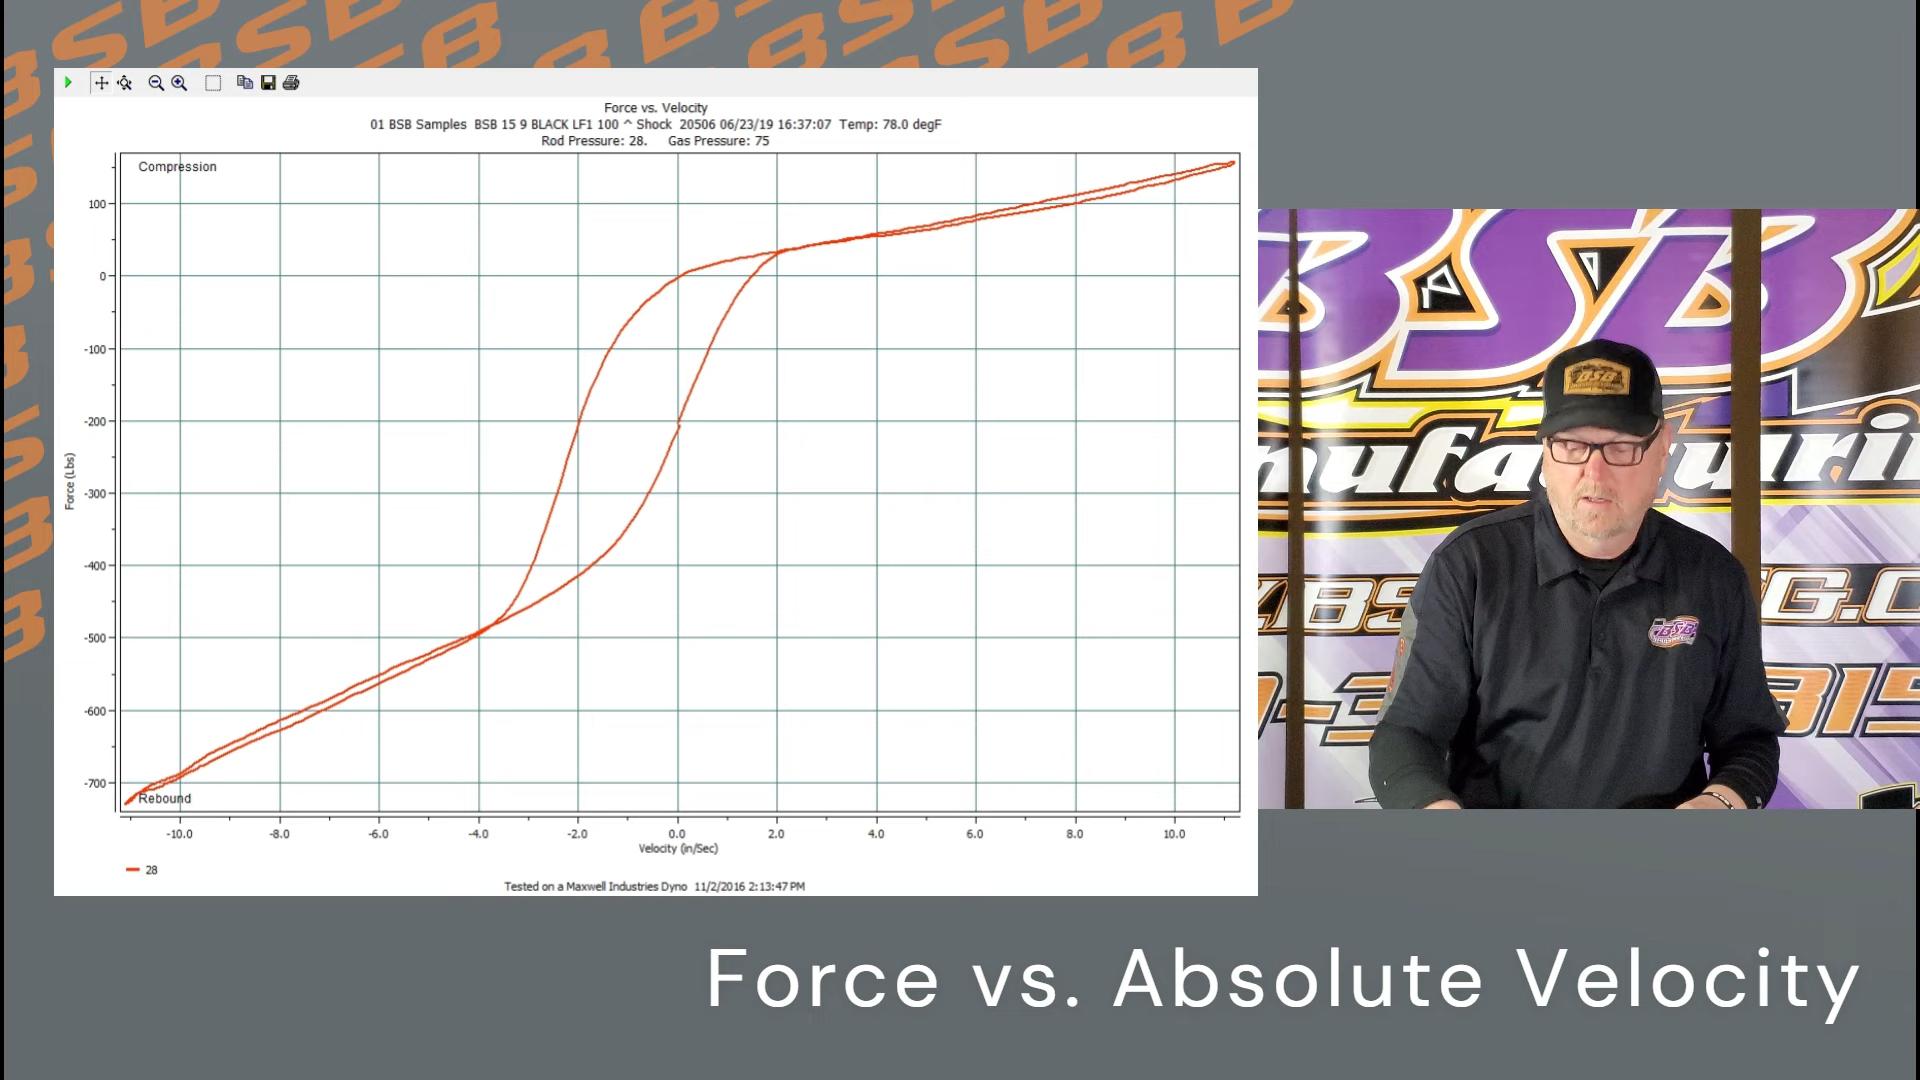 Force vs. Velocity
01 BSB Samples BSB 15 9 BLACK LF1 100 ^ Shock 20506 06/23/19 16:37:07 Temp: 78.0 degF
Rod Pressure: 28. Gas Pressure: 75
Compression
100
0
-100
-200
-300
-400
-500
-600
-700
Force (Lbs)
Rebound
-10.0 -8.0 -6.0 -4.0 -2.0 0.0 2.0 4.0 6.0 8.0 10.0
Velocity (in/Sec)
28
Tested on a Maxwell Industries Dyno 11/2/2016 2:13:47 PM
BSB
BSB
BSB
Force vs. Absolute Velocity